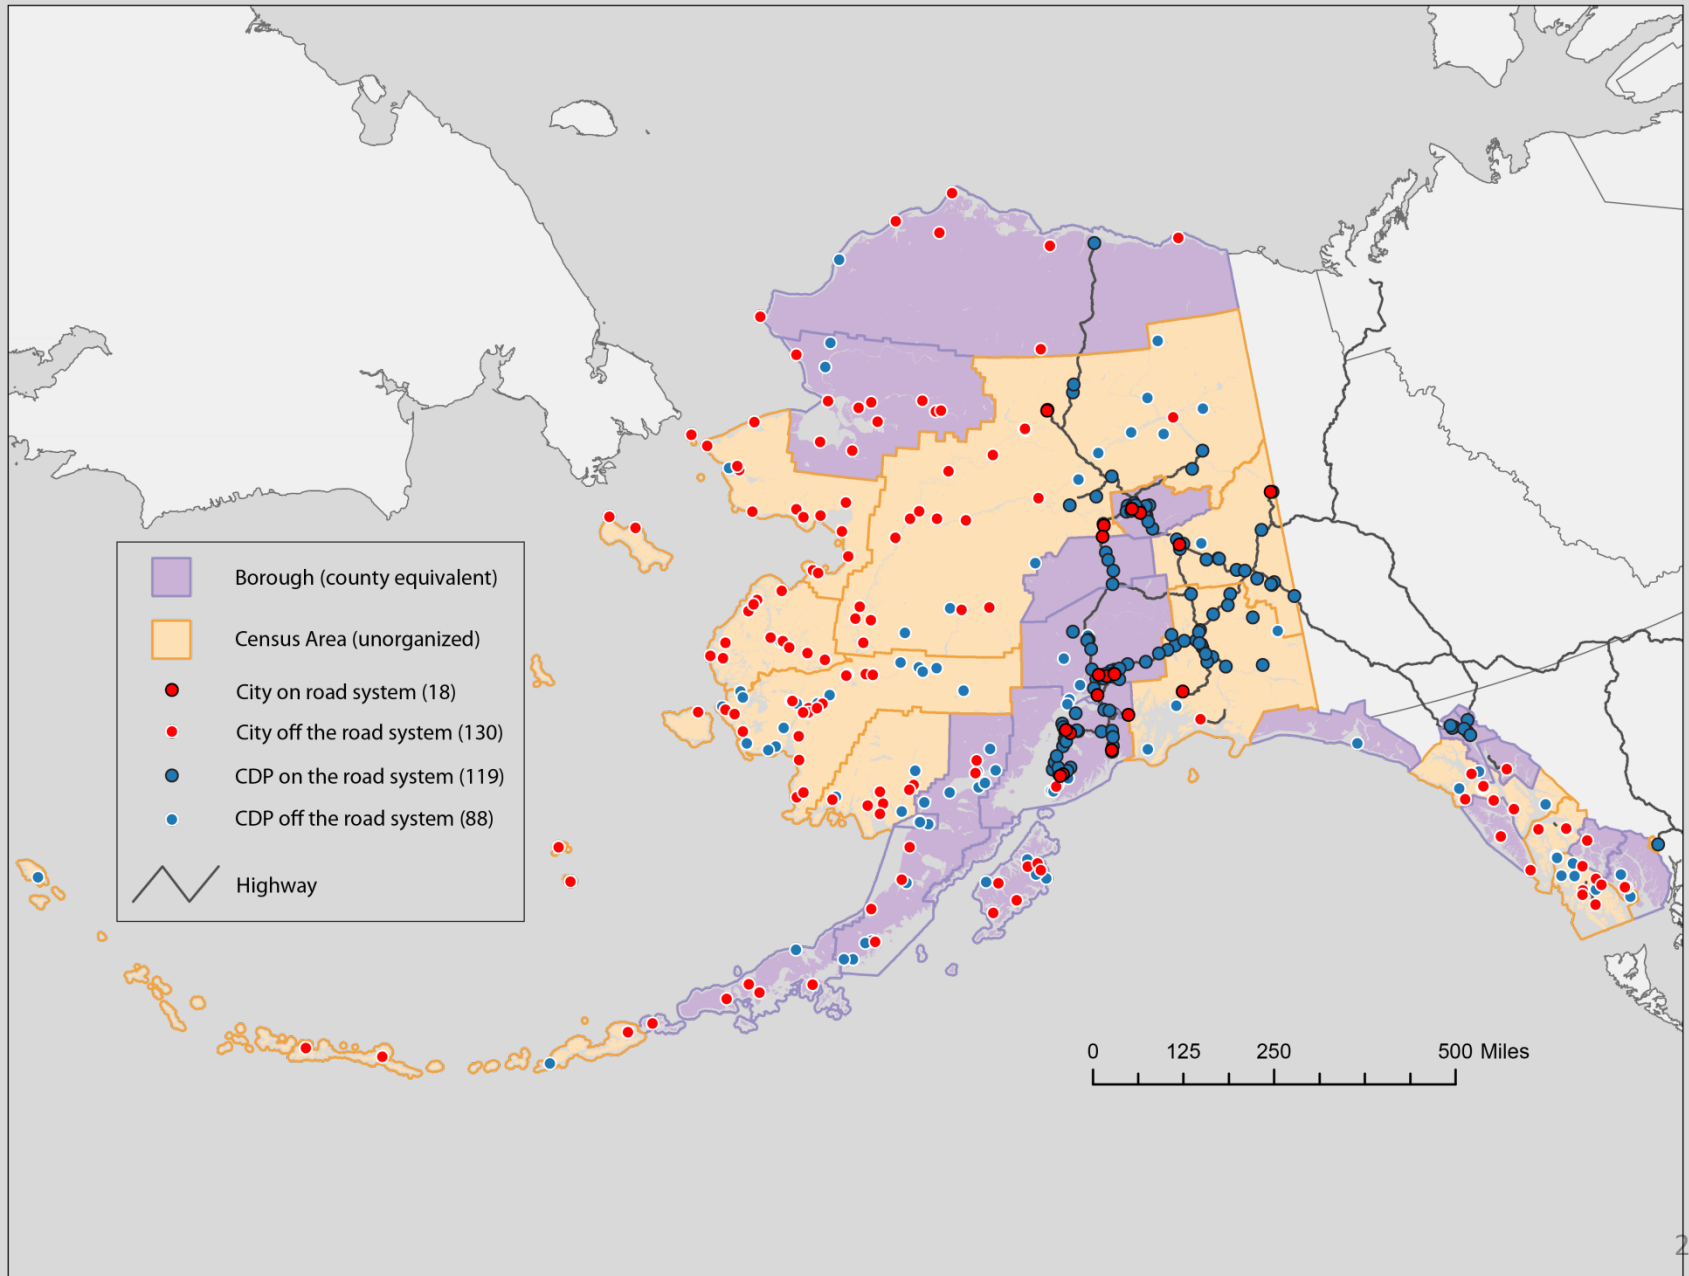 Borough (county equivalent)
Census Area (unorganized)
City on road system (18)
City off the road system (130)
CDP on the road system (119)
CDP off the road system (88)
Highway
0 125 250 500 Miles
2